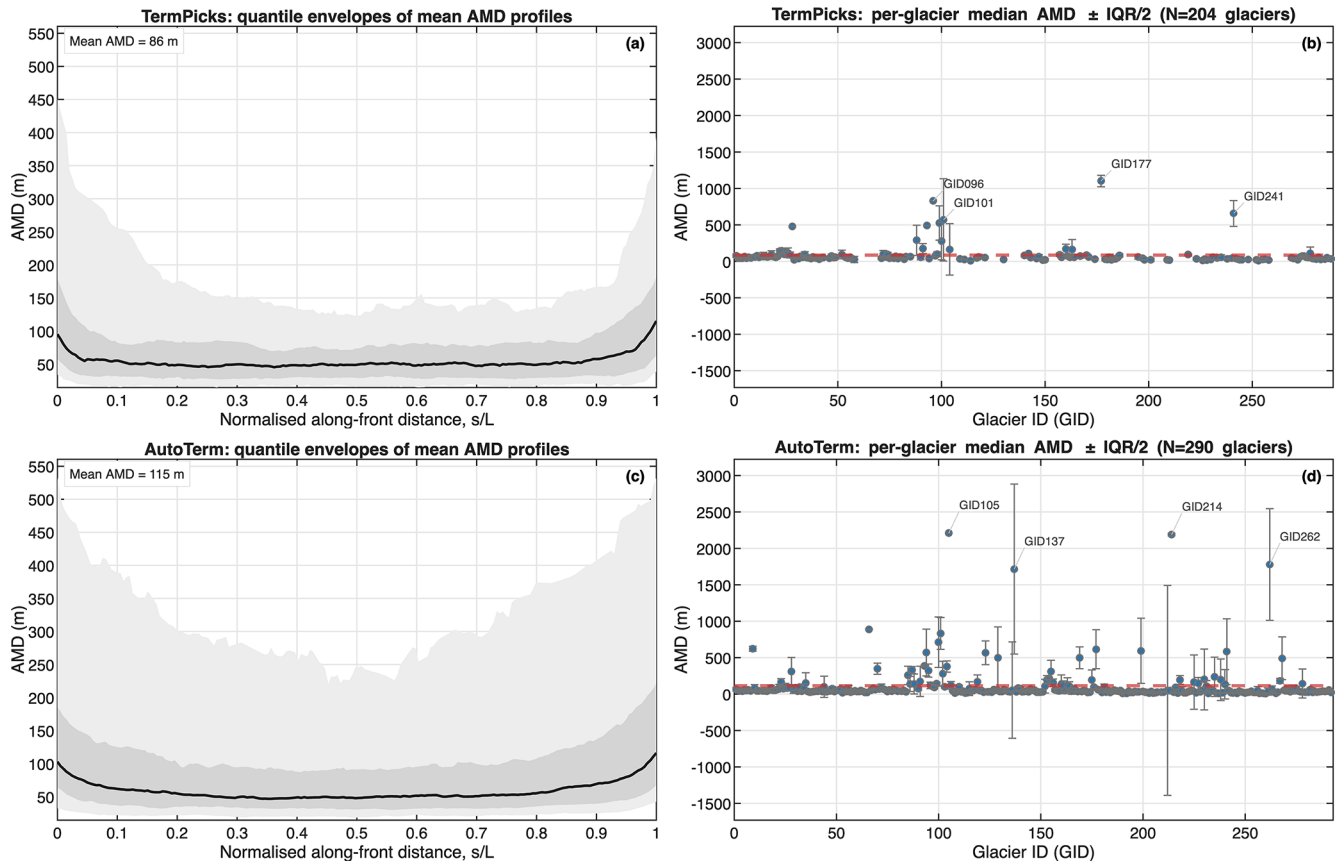 TermPicks: quantile envelopes of mean AMD profiles
Mean AMD = 86 m
(a)
AMD (m)
550
500
450
400
350
300
250
200
150
100
50
0 0.1 0.2 0.3 0.4 0.5 0.6 0.7 0.8 0.9 1
Normalised along-front distance, s/L
TermPicks: per-glacier median AMD ± IQR/2 (N=204 glaciers)
(b)
AMD (m)
3000
2500
2000
1500
1000
500
0
-500
-1000
-1500
GID177
GID096
GID241
GID101
0 50 100 150 200 250
Glacier ID (GID)
AutoTerm: quantile envelopes of mean AMD profiles
Mean AMD = 115 m
(c)
AMD (m)
550
500
450
400
350
300
250
200
150
100
50
0 0.1 0.2 0.3 0.4 0.5 0.6 0.7 0.8 0.9 1
Normalised along-front distance, s/L
AutoTerm: per-glacier median AMD ± IQR/2 (N=290 glaciers)
(d)
AMD (m)
3000
2500
2000
1500
1000
500
0
-500
-1000
-1500
GID105
GID214
GID137
GID262
0 50 100 150 200 250
Glacier ID (GID)